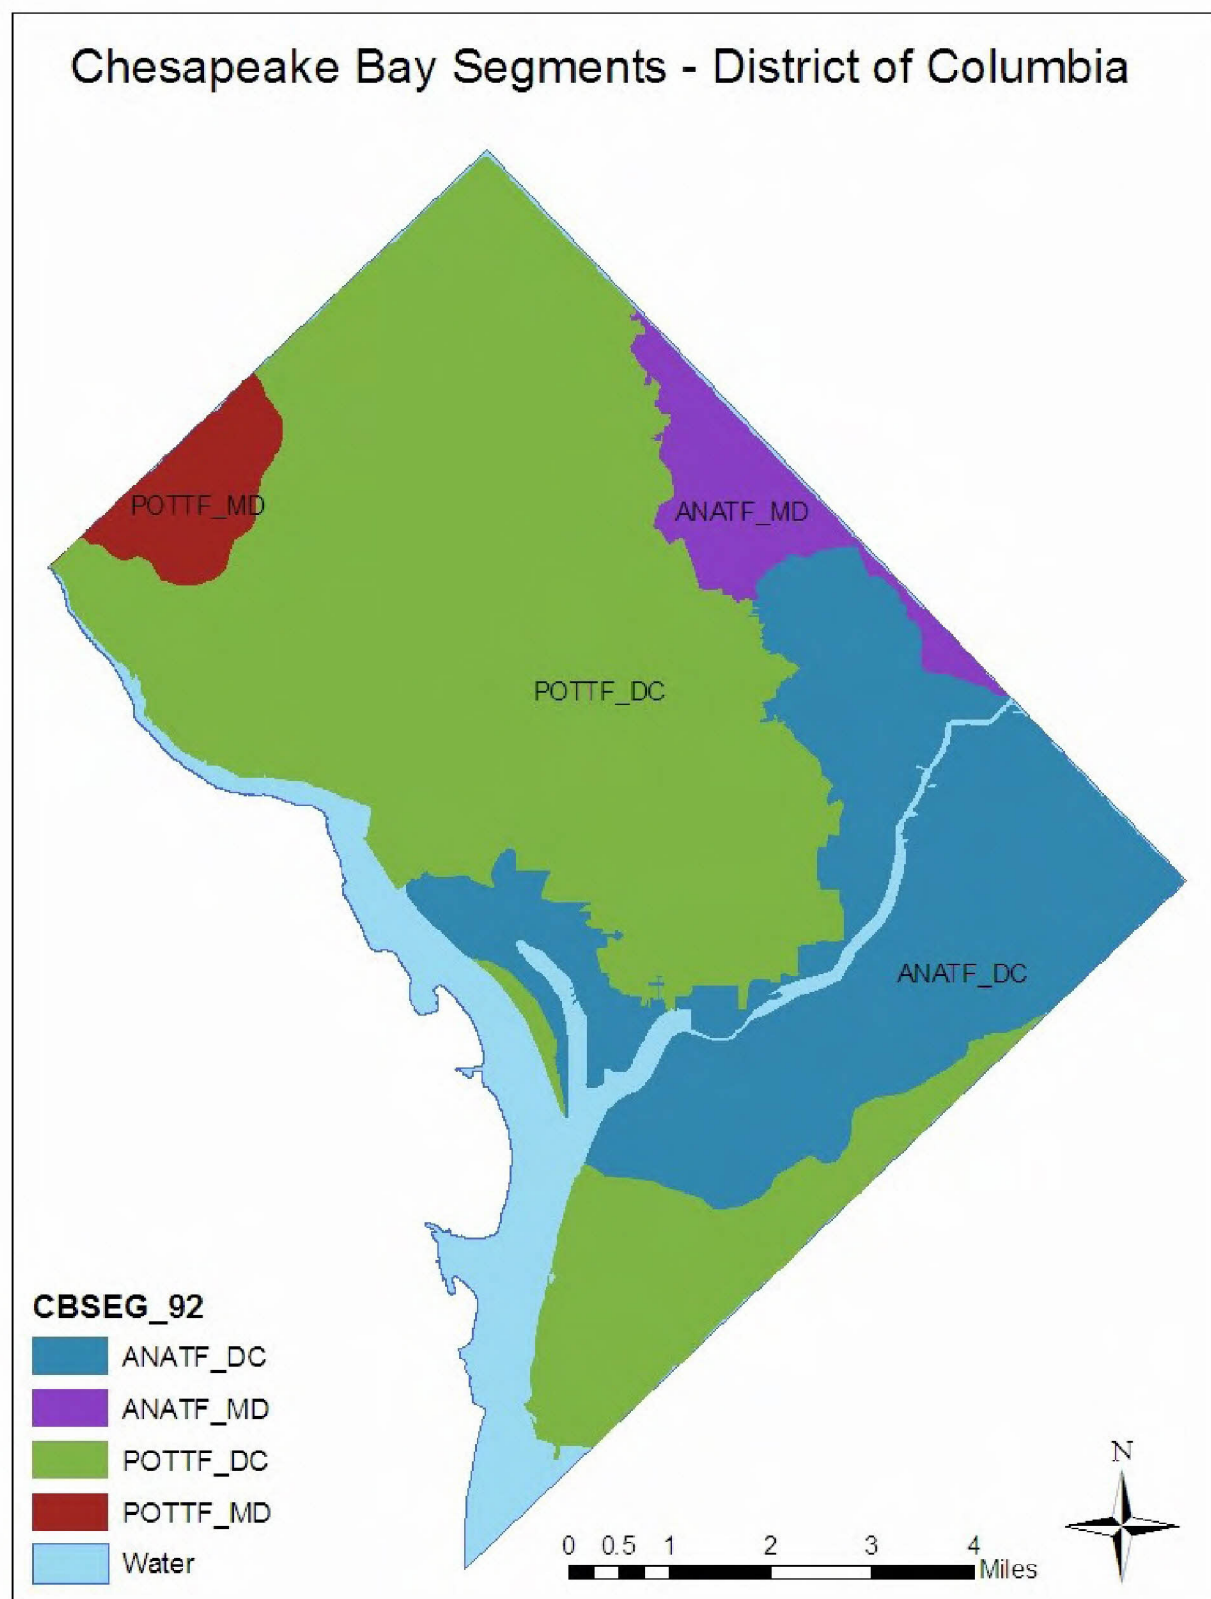 Chesapeake Bay Segments - District of Columbia
POTTF_MD
ANATF_MD
POTTF_DC
ANATF_DC
CBSEG_92
ANATF_DC
ANATF_MD
POTTF_DC
POTTF_MD
Water
N
0 0.5 1 2 3 4
Miles